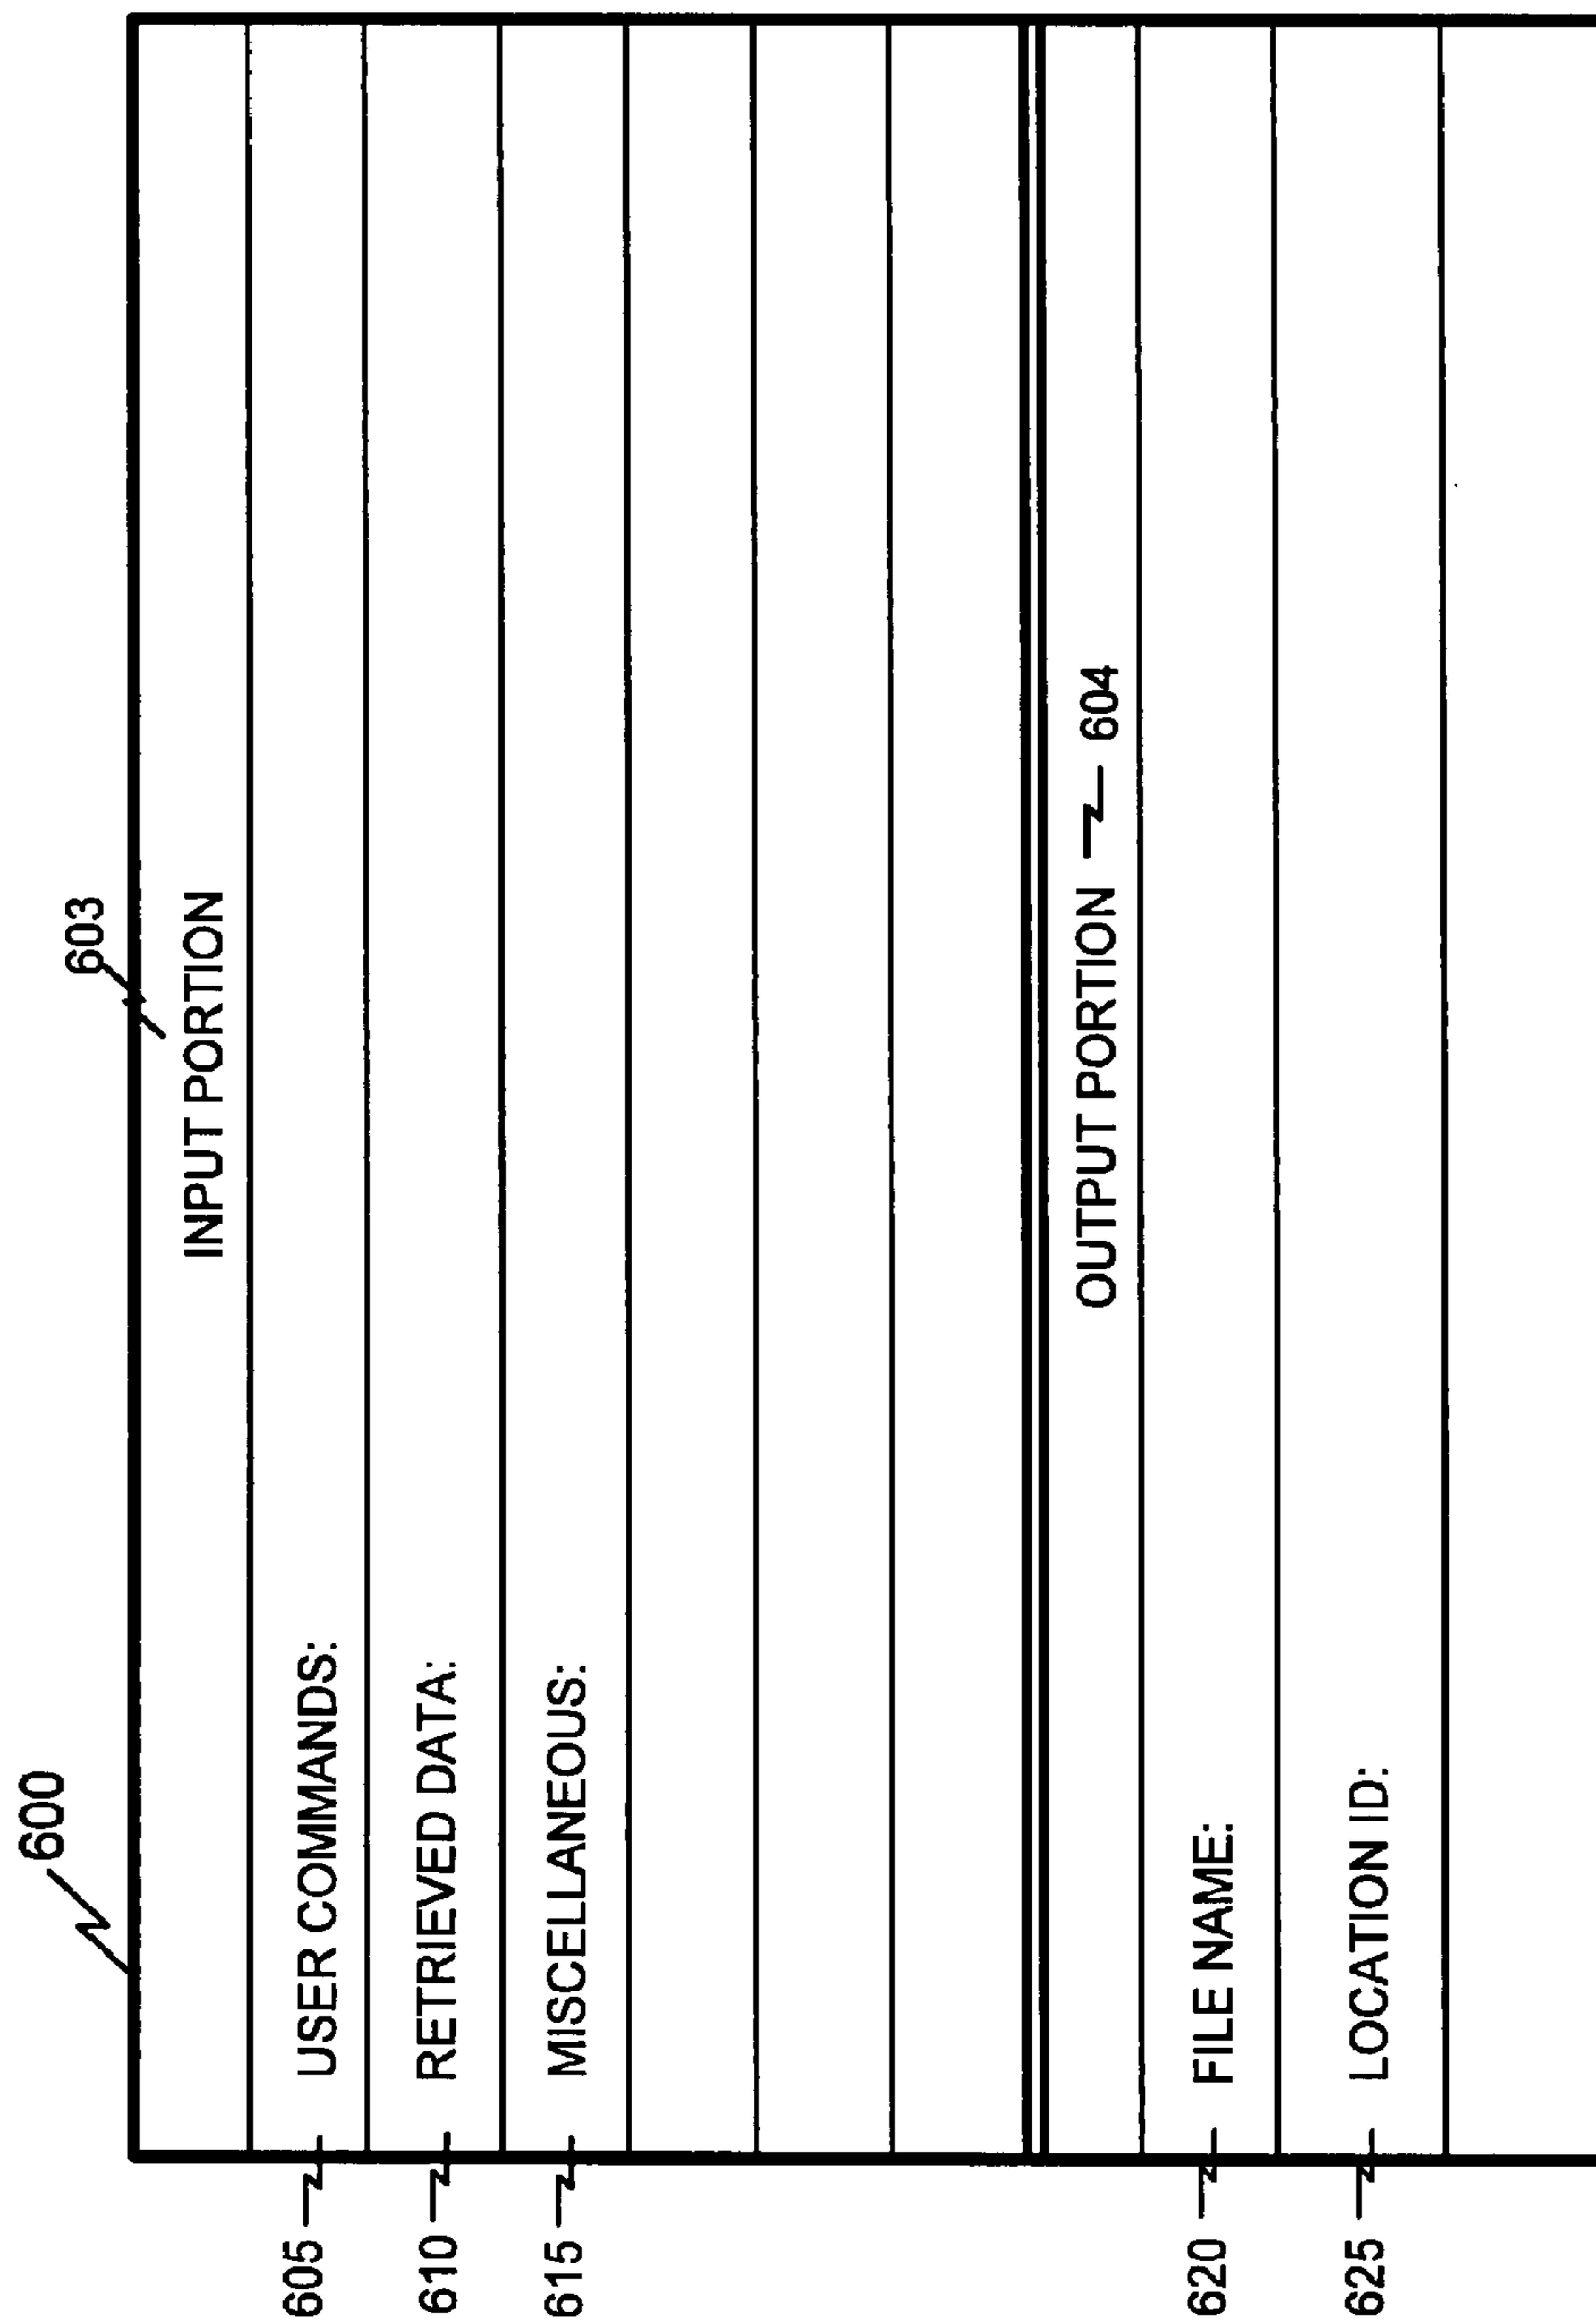 600
603
INPUT PORTION
605 USER COMMANDS:
610 RETRIEVED DATA:
615 MISCELLANEOUS:
OUTPUT PORTION 604
620 FILE NAME:
625 LOCATION ID: